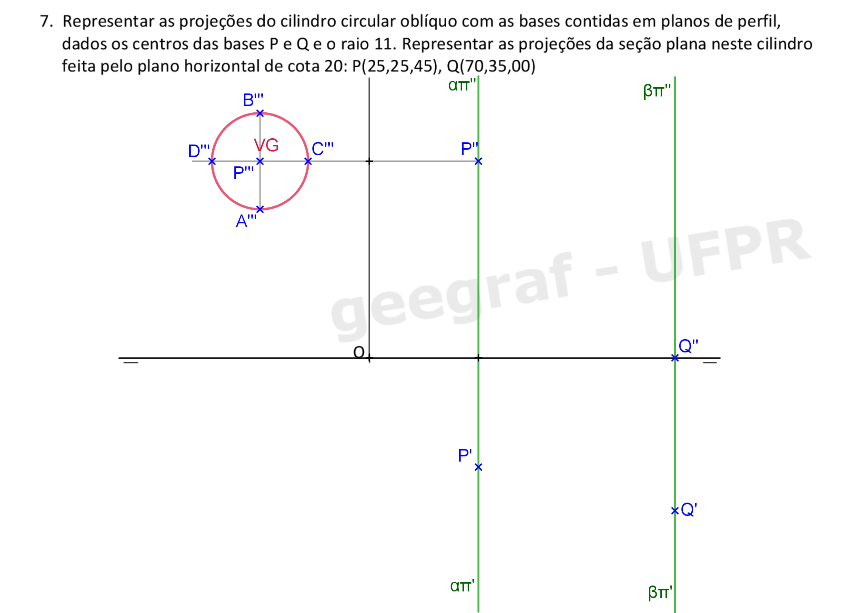 7. Representar as projeções do cilindro circular oblíquo com as bases contidas em planos de perfil,
dados os centros das bases P e Q e o raio 11. Representar as projeções da seção plana neste cilindro
feita pelo plano horizontal de cota 20: P(25,25,45), Q(70,35,00)
απ" βπ"
B'''
D''' VG C''' P"
P'''
A'''
geegraf - UFPR
O Q"
P'
Q'
απ' βπ'